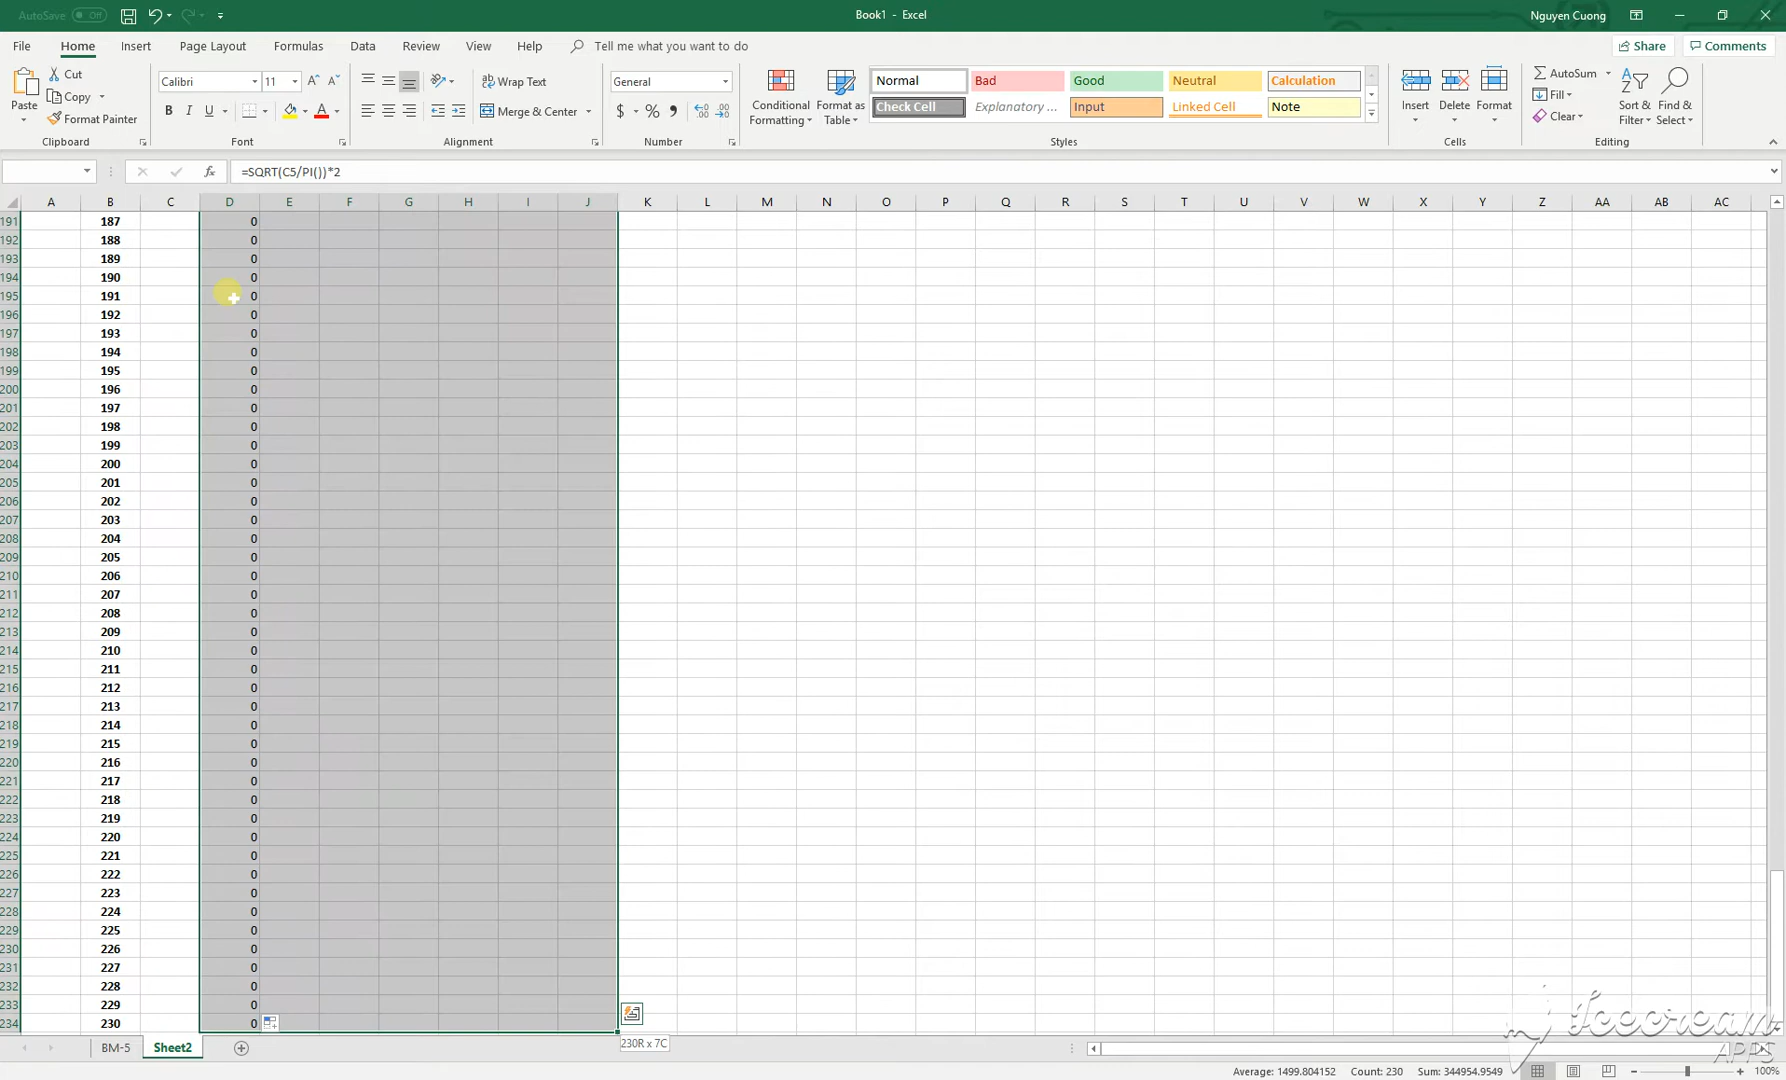 AutoSave Off Book1 - Excel Nguyen Cuong
File Home Insert Page Layout Formulas Data Review View Help Tell me what you want to do Share Comments
Paste Cut Copy Format Painter
Calibri 11 A A
B I U A
Wrap Text
Merge & Center
General
$ % ,
Conditional Formatting
Format as Table
Normal Bad Good Neutral Calculation
Check Cell Explanatory ... Input Linked Cell Note
Insert Delete Format
AutoSum
Fill
Clear
Sort & Filter
Find & Select
Clipboard Font Alignment Number Styles Cells Editing
fx =SQRT(C5/PI())*2
A B C D E F G H I J K L M N O P Q R S T U V W X Y Z AA AB AC
191 187 0
192 188 0
193 189 0
194 190 0
195 191 0
196 192 0
197 193 0
198 194 0
199 195 0
200 196 0
201 197 0
202 198 0
203 199 0
204 200 0
205 201 0
206 202 0
207 203 0
208 204 0
209 205 0
210 206 0
211 207 0
212 208 0
213 209 0
214 210 0
215 211 0
216 212 0
217 213 0
218 214 0
219 215 0
220 216 0
221 217 0
222 218 0
223 219 0
224 220 0
225 221 0
226 222 0
227 223 0
228 224 0
229 225 0
230 226 0
231 227 0
232 228 0
233 229 0
234 230 0
230R x 7C
BM-5 Sheet2
Icecream
APPS
Average: 1499.804152 Count: 230 Sum: 344954.9549 100%